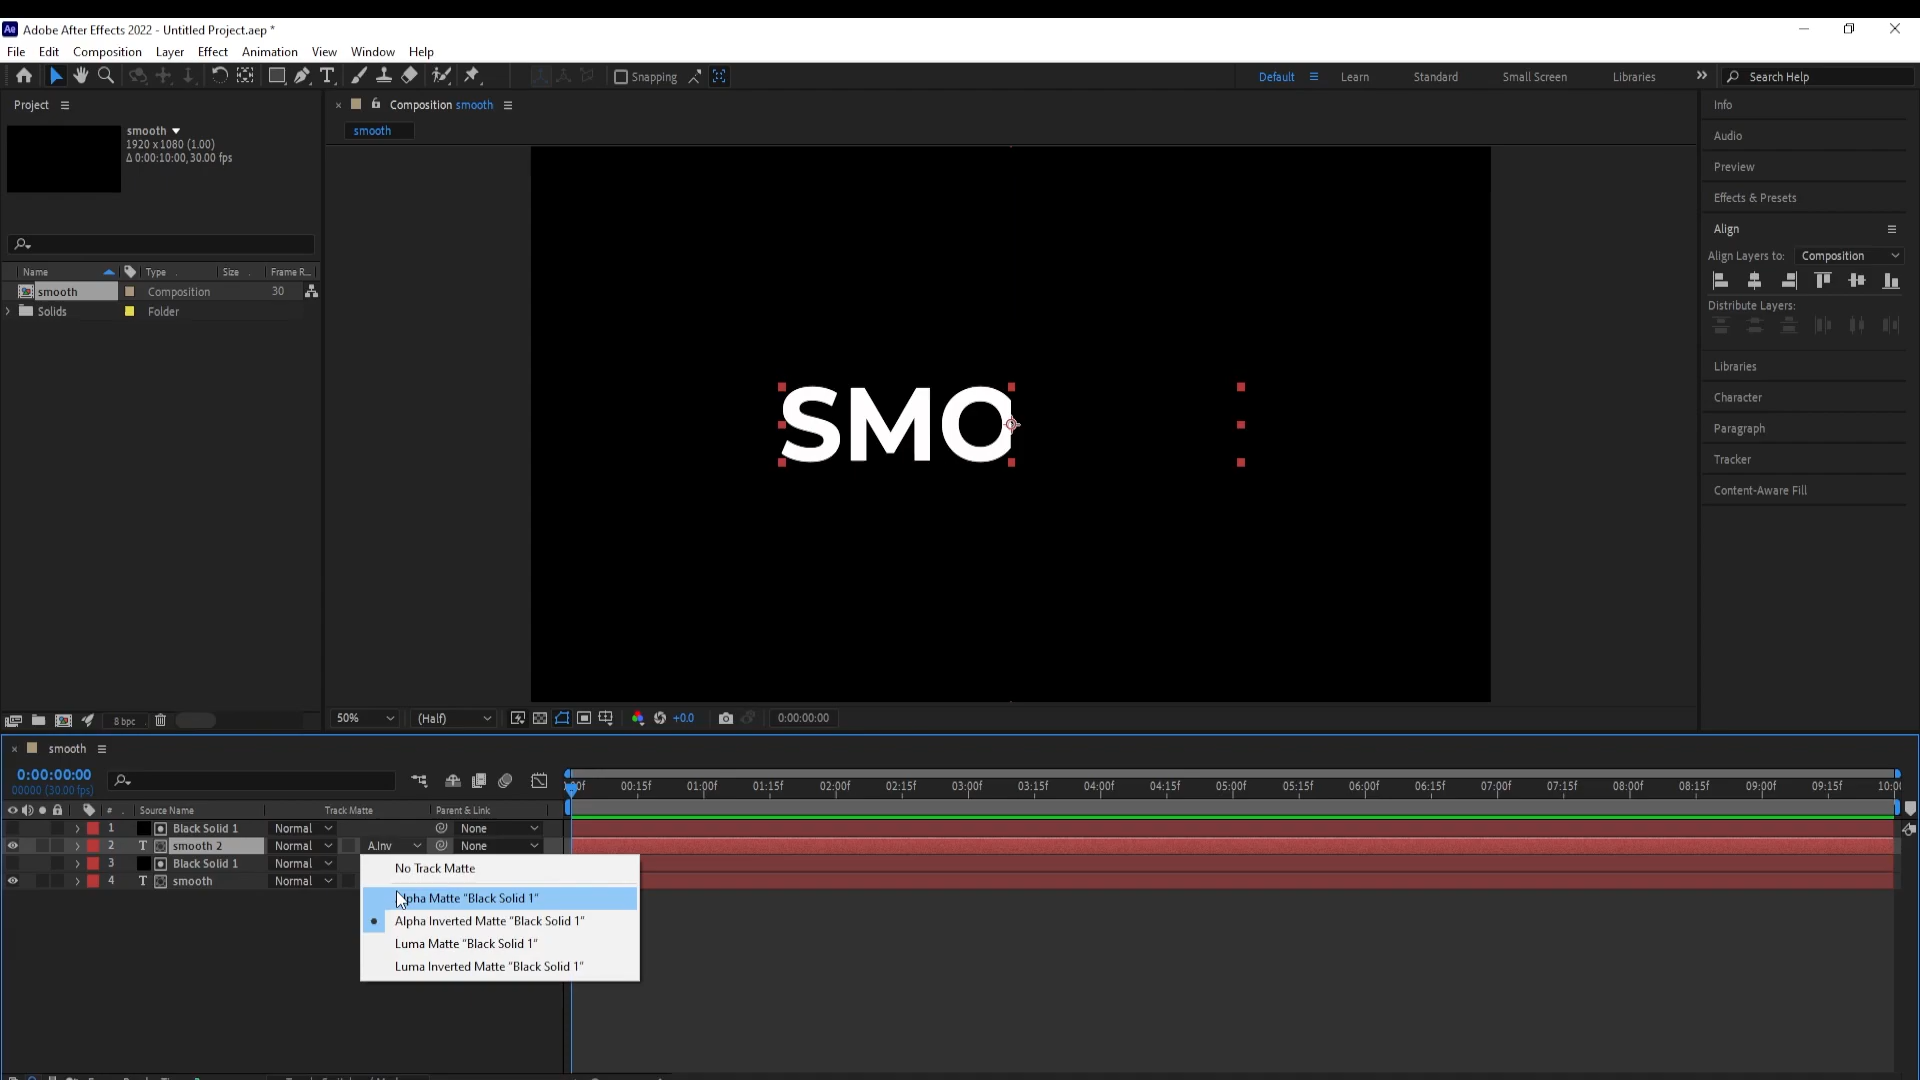 Ae Adobe After Effects 2022 - Untitled Project.aep *
File Edit Composition Layer Effect Animation View Window Help
Snapping Default Learn Standard Small Screen Libraries Search Help
Project
Composition smooth
smooth
smooth
1920 x 1080 (1.00)
Δ 0:00:10:00, 30.00 fps
Name Type Size Frame R...
smooth Composition 30
Solids Folder
8 bpc
SMO
50% (Half) +0.0 0:00:00:00
Info
Audio
Preview
Effects & Presets
Align
Align Layers to: Composition
Distribute Layers:
Libraries
Character
Paragraph
Tracker
Content-Aware Fill
smooth
0:00:00:00
00000 (30.00 fps)
00:15f 01:00f 01:15f 02:00f 02:15f 03:00f 03:15f 04:00f 04:15f 05:00f 05:15f 06:00f 06:15f 07:00f 07:15f 08:00f 08:15f 09:00f 09:15f
# Source Name Track Matte Parent & Link
1 Black Solid 1 Normal None
2 T smooth 2 Normal A.Inv None
3 Black Solid 1 Normal
4 T smooth Normal
No Track Matte
Alpha Matte "Black Solid 1"
Alpha Inverted Matte "Black Solid 1"
Luma Matte "Black Solid 1"
Luma Inverted Matte "Black Solid 1"